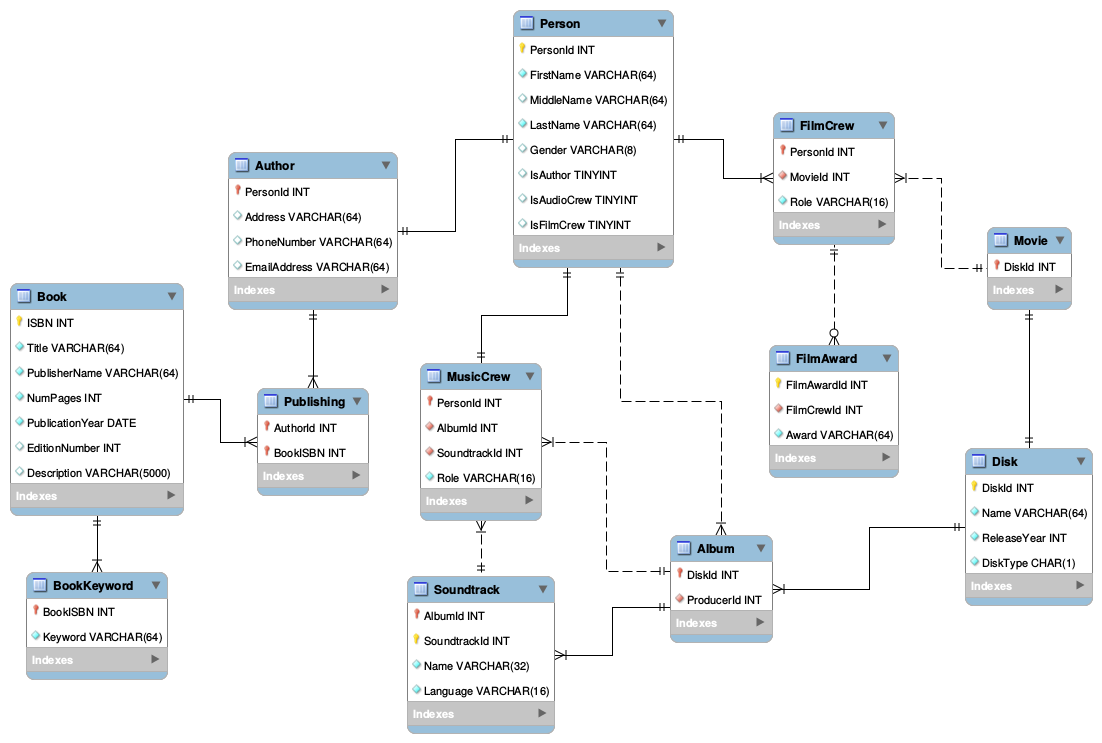 Person
PersonId INT
FirstName VARCHAR(64)
MiddleName VARCHAR(64)
LastName VARCHAR(64)
Gender VARCHAR(8)
IsAuthor TINYINT
IsAudioCrew TINYINT
IsFilmCrew TINYINT
Indexes
FilmCrew
PersonId INT
MovieId INT
Role VARCHAR(16)
Indexes
Author
PersonId INT
Address VARCHAR(64)
PhoneNumber VARCHAR(64)
EmailAddress VARCHAR(64)
Indexes
Movie
DiskId INT
Indexes
Book
ISBN INT
Title VARCHAR(64)
PublisherName VARCHAR(64)
NumPages INT
PublicationYear DATE
EditionNumber INT
Description VARCHAR(5000)
Indexes
FilmAward
FilmAwardId INT
FilmCrewId INT
Award VARCHAR(64)
Indexes
MusicCrew
PersonId INT
AlbumId INT
SoundtrackId INT
Role VARCHAR(16)
Indexes
Publishing
AuthorId INT
BookISBN INT
Indexes
Disk
DiskId INT
Name VARCHAR(64)
ReleaseYear INT
DiskType CHAR(1)
Indexes
Album
DiskId INT
ProducerId INT
Indexes
BookKeyword
BookISBN INT
Keyword VARCHAR(64)
Indexes
Soundtrack
AlbumId INT
SoundtrackId INT
Name VARCHAR(32)
Language VARCHAR(16)
Indexes